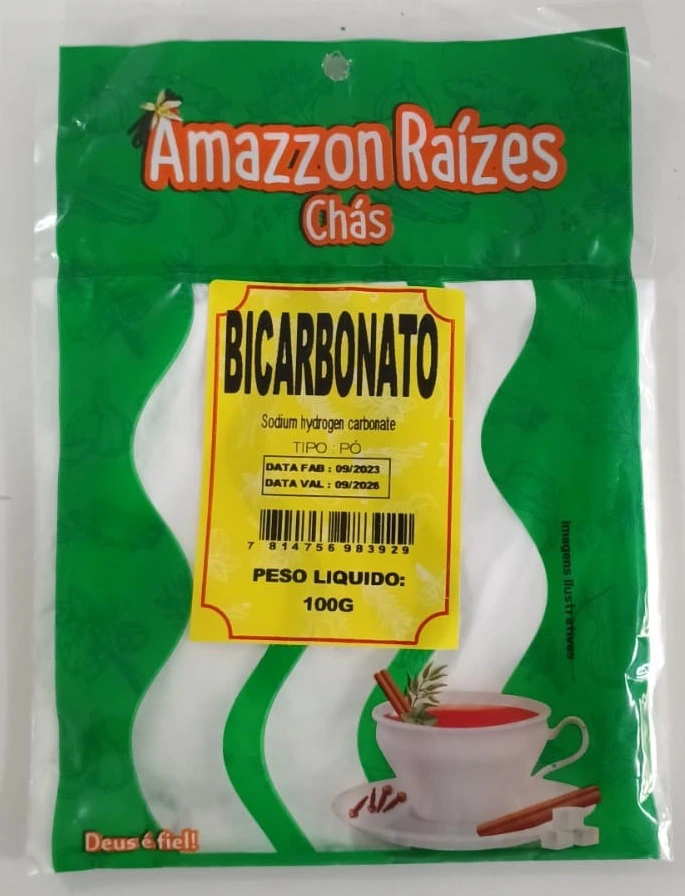 Amazzon Raízes
Chás
BICARBONATO
Sodium hydrogen carbonate
TIPO : PÓ
DATA FAB : 09/2023
DATA VAL : 09/2026
7 814756 983929
PESO LIQUIDO:
100G
Imagens ilustrativas
Deus é fiel!